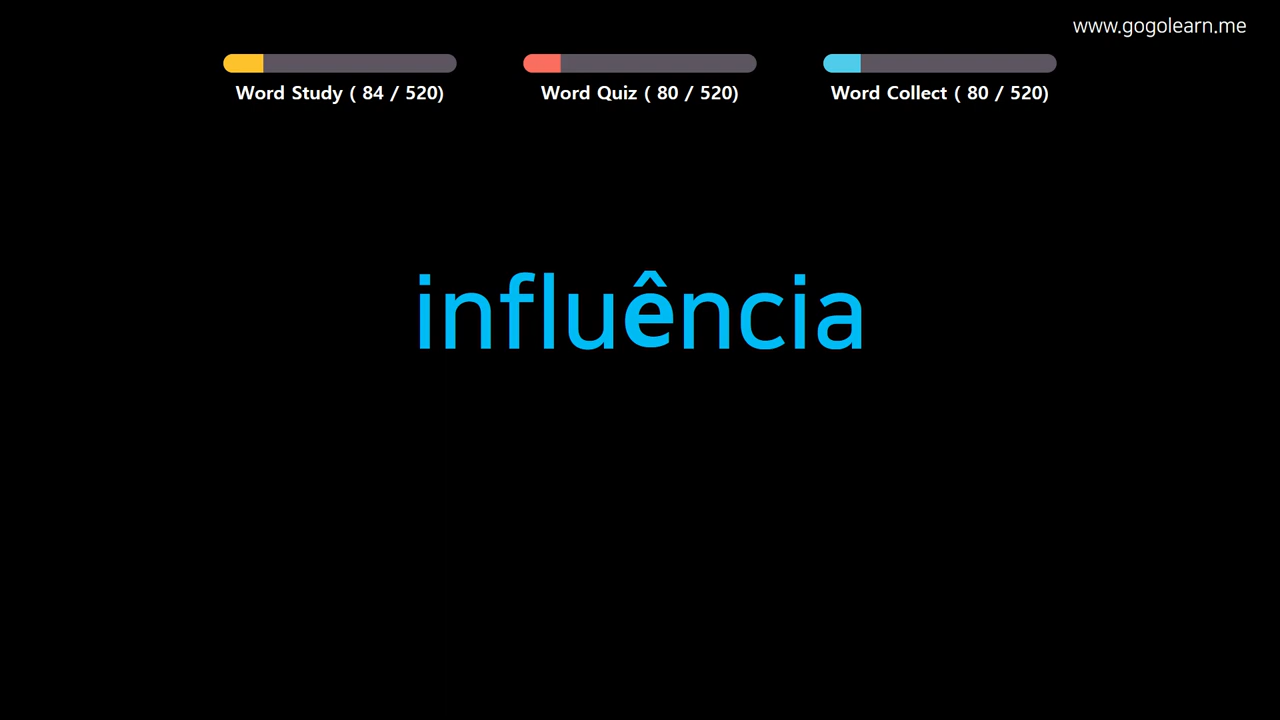 www.gogolearn.me
Word Study ( 84 / 520)
Word Quiz ( 80 / 520)
Word Collect ( 80 / 520)
influência